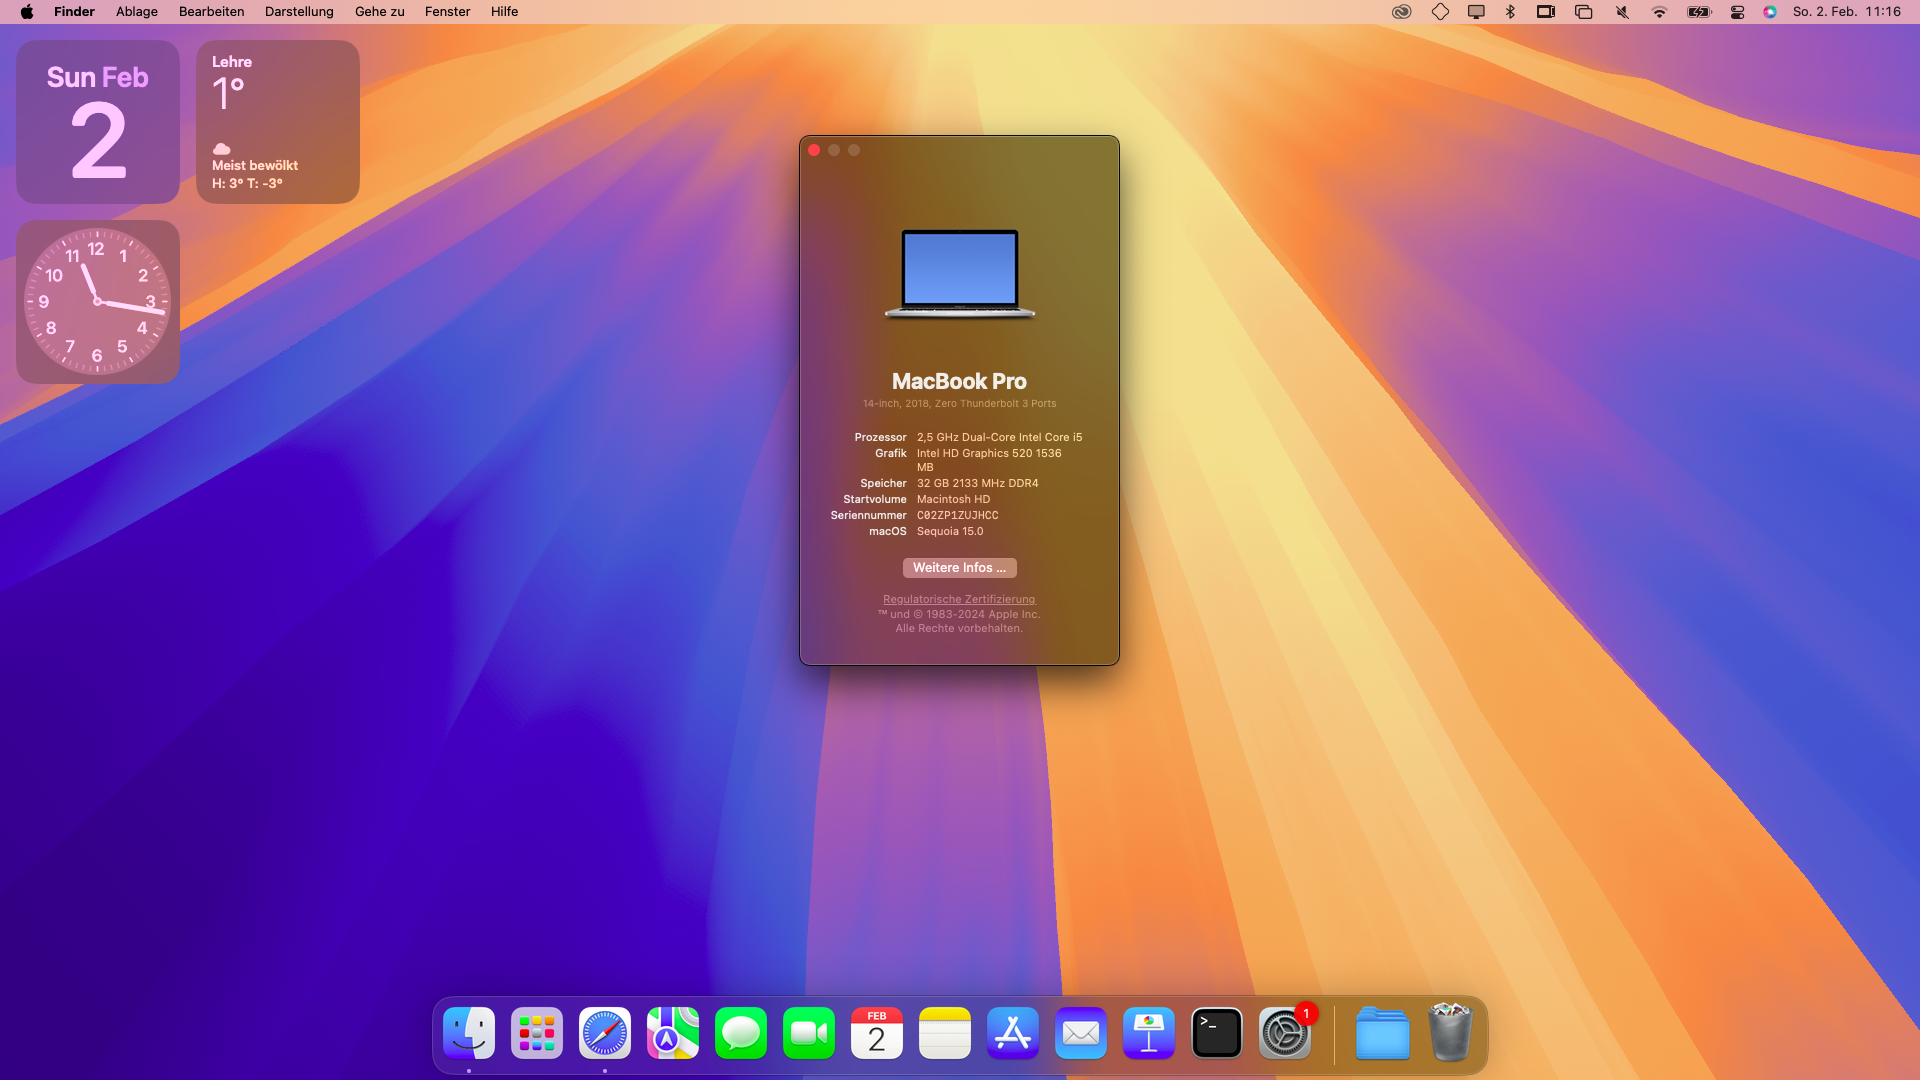 Finder Ablage Bearbeiten Darstellung Gehe zu Fenster Hilfe
So. 2. Feb. 11:16
Sun Feb
2
Lehre
1°
Meist bewölkt
H: 3° T: -3°
12
1
2
3
4
5
6
7
8
9
10
11
MacBook Pro
14-inch, 2018, Zero Thunderbolt 3 Ports
Prozessor 2,5 GHz Dual-Core Intel Core i5
Grafik Intel HD Graphics 520 1536
MB
Speicher 32 GB 2133 MHz DDR4
Startvolume Macintosh HD
Seriennummer C02ZP1ZUJHCC
macOS Sequoia 15.0
Weitere Infos ...
Regulatorische Zertifizierung
™ und © 1983-2024 Apple Inc.
Alle Rechte vorbehalten.
FEB
2
>_
1